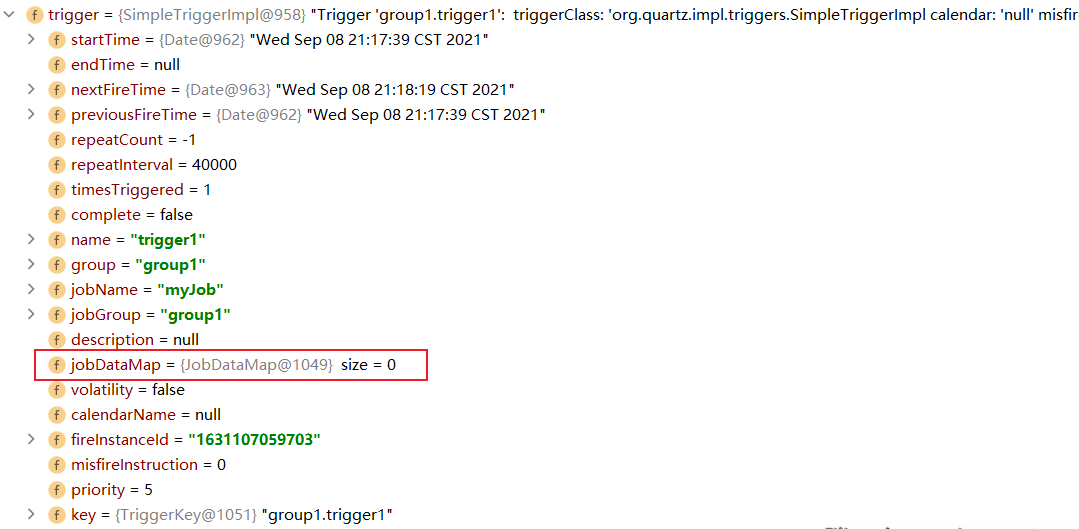 f trigger = {SimpleTriggerImpl@958} "Trigger 'group1.trigger1':  triggerClass: 'org.quartz.impl.triggers.SimpleTriggerImpl calendar: 'null' misfir
f startTime = {Date@962} "Wed Sep 08 21:17:39 CST 2021"
f endTime = null
f nextFireTime = {Date@963} "Wed Sep 08 21:18:19 CST 2021"
f previousFireTime = {Date@962} "Wed Sep 08 21:17:39 CST 2021"
f repeatCount = -1
f repeatInterval = 40000
f timesTriggered = 1
f complete = false
f name = "trigger1"
f group = "group1"
f jobName = "myJob"
f jobGroup = "group1"
f description = null
f jobDataMap = {JobDataMap@1049} size = 0
f volatility = false
f calendarName = null
f fireInstanceId = "1631107059703"
f misfireInstruction = 0
f priority = 5
f key = {TriggerKey@1051} "group1.trigger1"